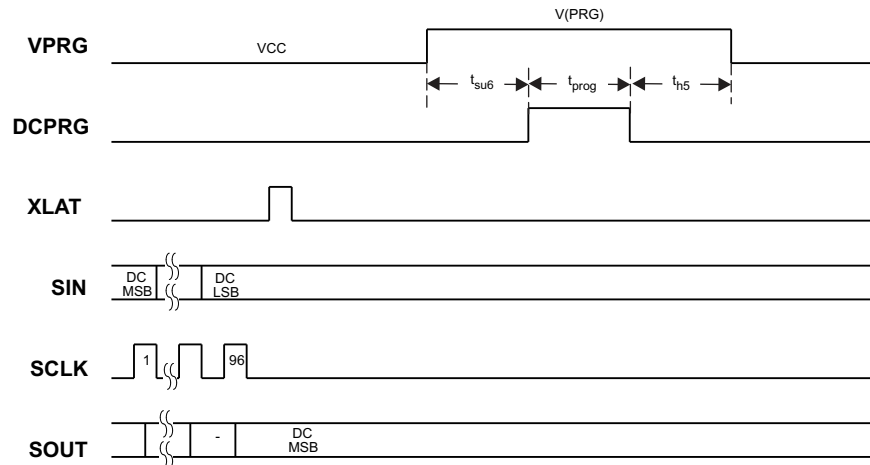 V(PRG)
VPRG
VCC
tsu6
tprog
th5
DCPRG
XLAT
SIN
DC
MSB
DC
LSB
SCLK
1
96
SOUT
-
DC
MSB